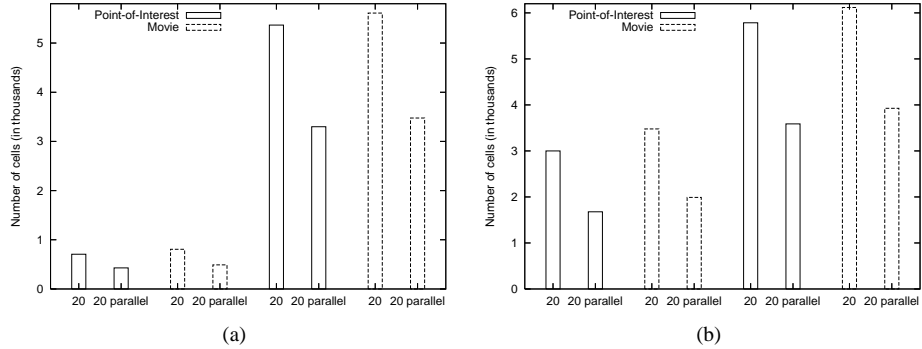 Point-of-Interest
Movie
Number of cells (in thousands)
5
4
3
2
1
0
20 20 parallel 20 20 parallel 20 20 parallel 20 20 parallel
(a)
Point-of-Interest
Movie
Number of cells (in thousands)
6
5
4
3
2
1
0
20 20 parallel 20 20 parallel 20 20 parallel 20 20 parallel
(b)